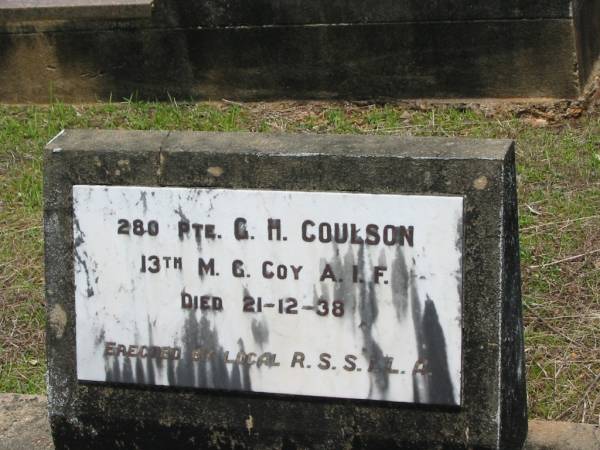 280 PTE. G. H. COULSON
13TH M. G. COY A. I. F.
DIED 21-12-38
ERECTED BY LOCAL R. S. S. I. L. A.